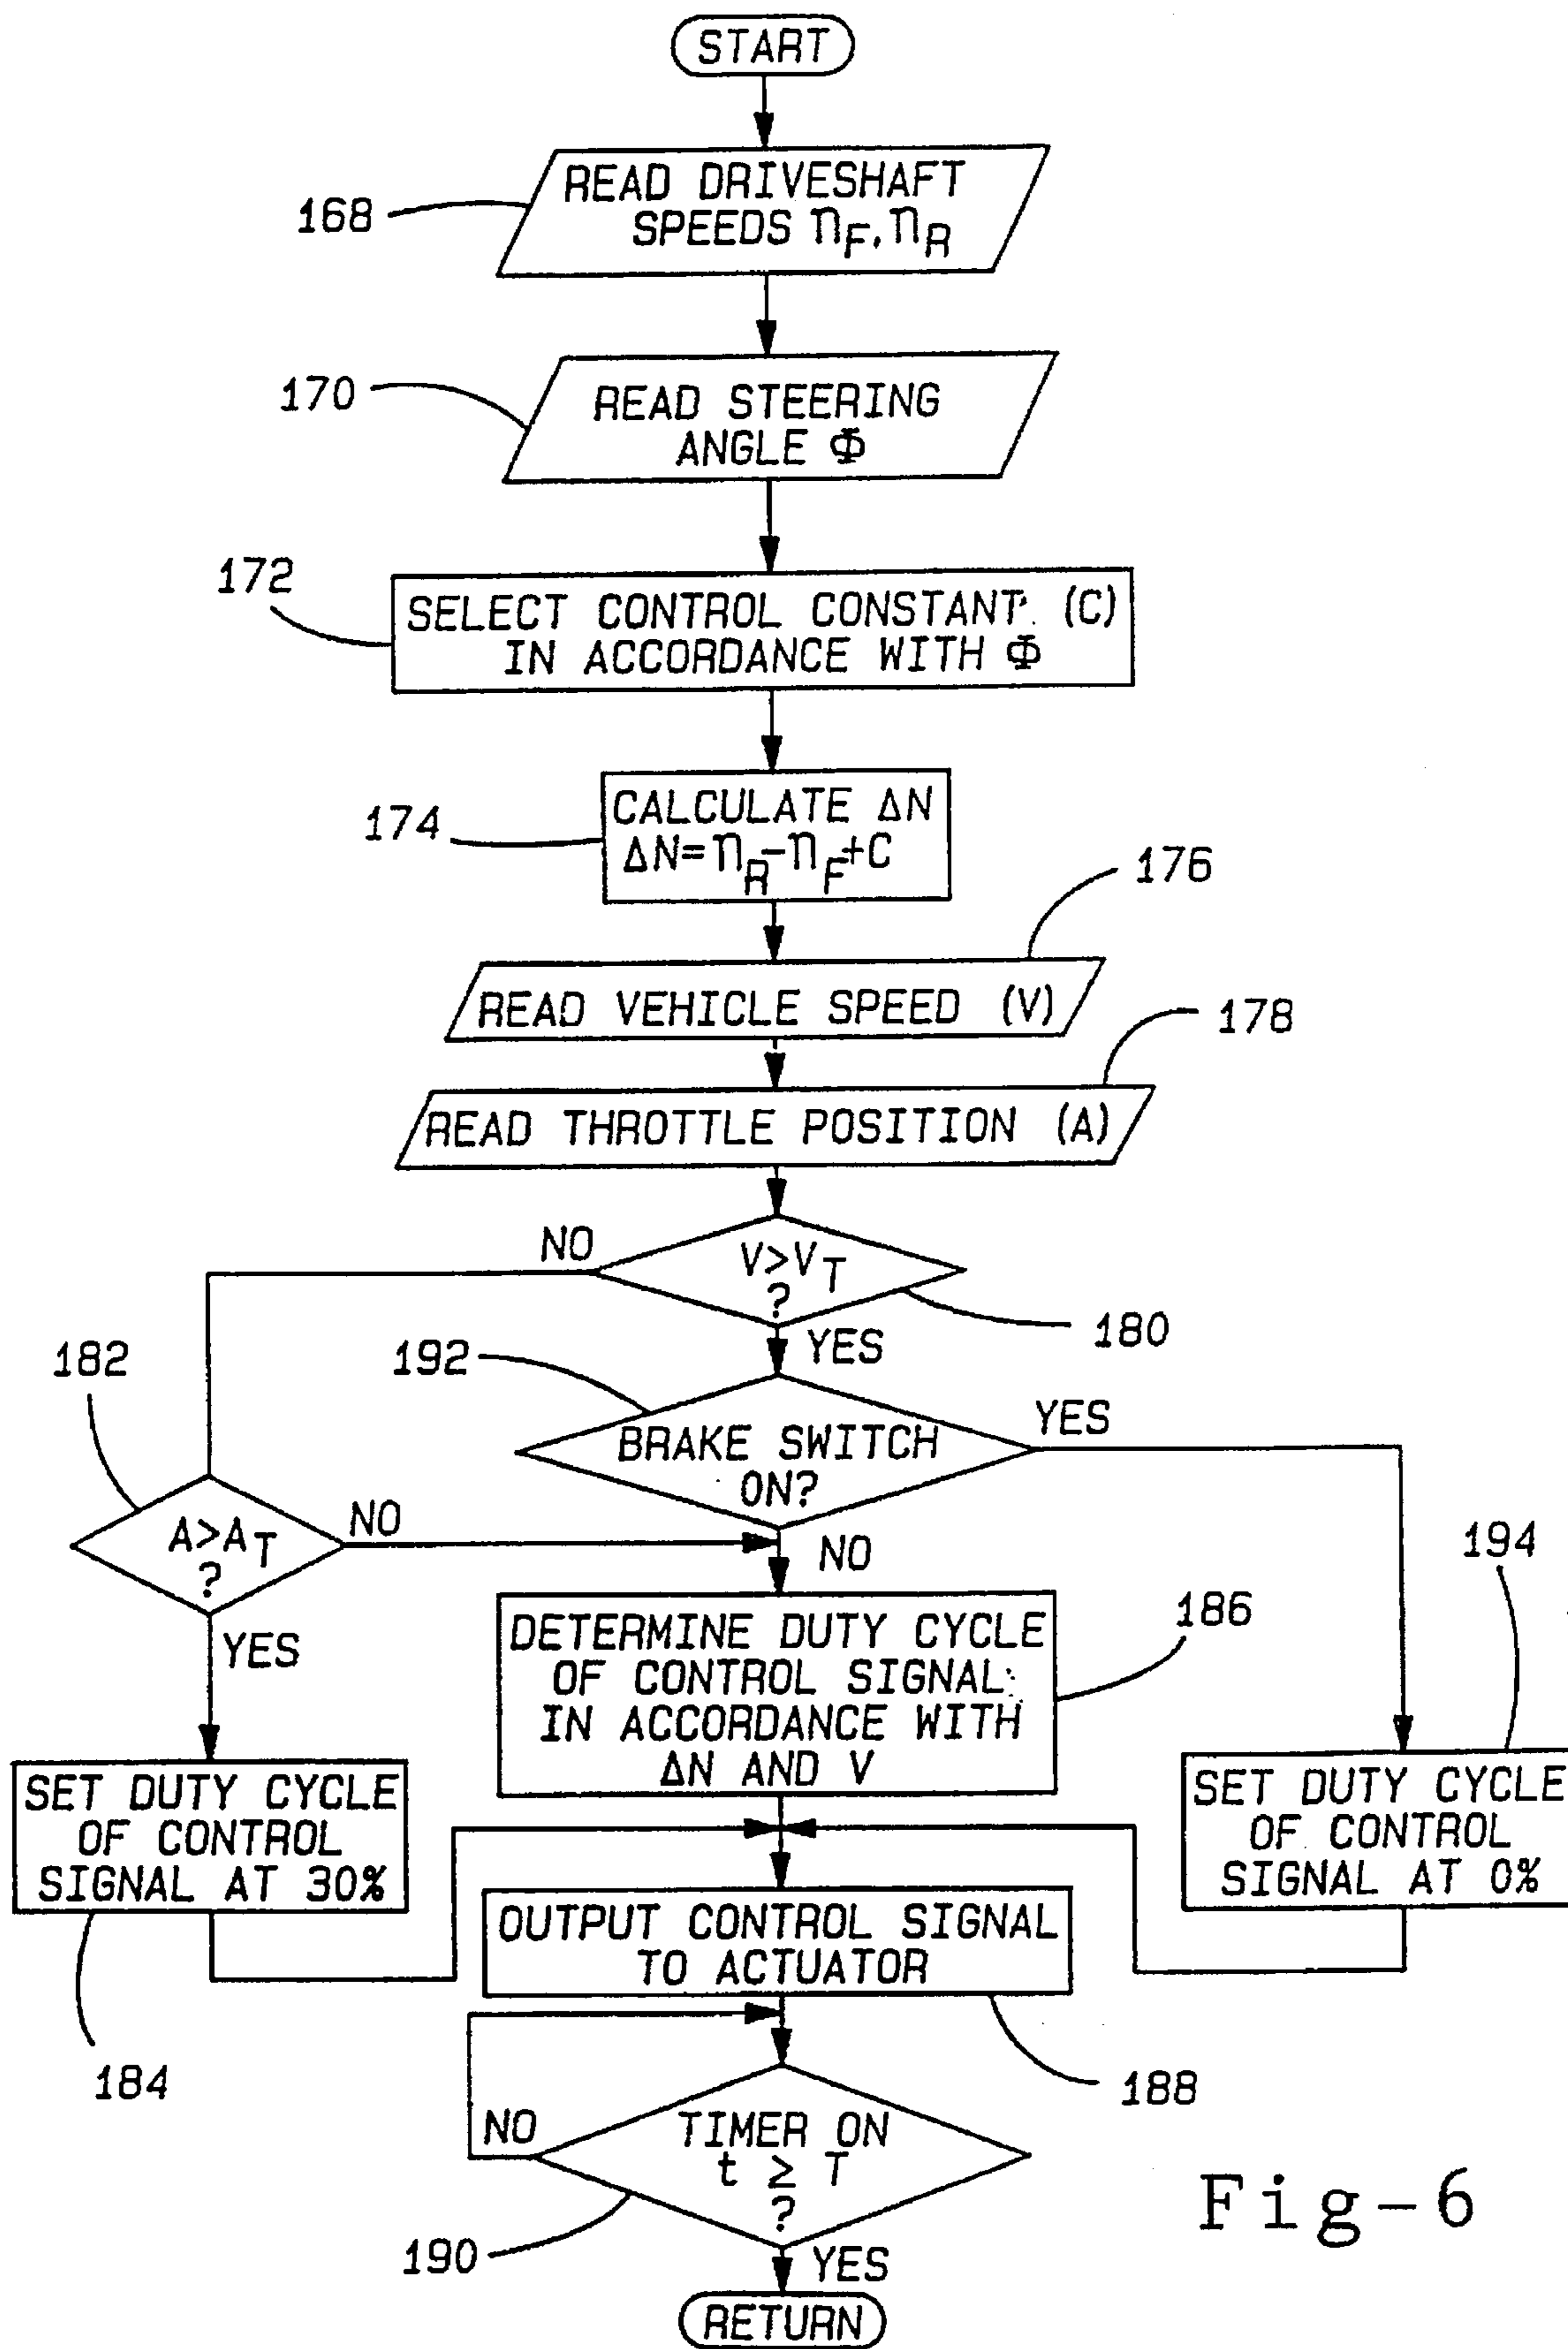 START
READ DRIVESHAFT
SPEEDS nF, nR
168
READ STEERING
ANGLE Φ
170
172
SELECT CONTROL CONSTANT (C)
IN ACCORDANCE WITH Φ
174
CALCULATE ΔN
ΔN=nR-nF+C
176
READ VEHICLE SPEED (V)
178
READ THROTTLE POSITION (A)
NO
V>VT
?
180
YES
182
192
BRAKE SWITCH
ON?
YES
A>AT
?
NO
NO
194
YES
DETERMINE DUTY CYCLE
OF CONTROL SIGNAL
IN ACCORDANCE WITH
ΔN AND V
186
SET DUTY CYCLE
OF CONTROL
SIGNAL AT 30%
SET DUTY CYCLE
OF CONTROL
SIGNAL AT 0%
OUTPUT CONTROL SIGNAL
TO ACTUATOR
184
188
NO
TIMER ON
t ≥ T
?
190
YES
RETURN
Fig-6